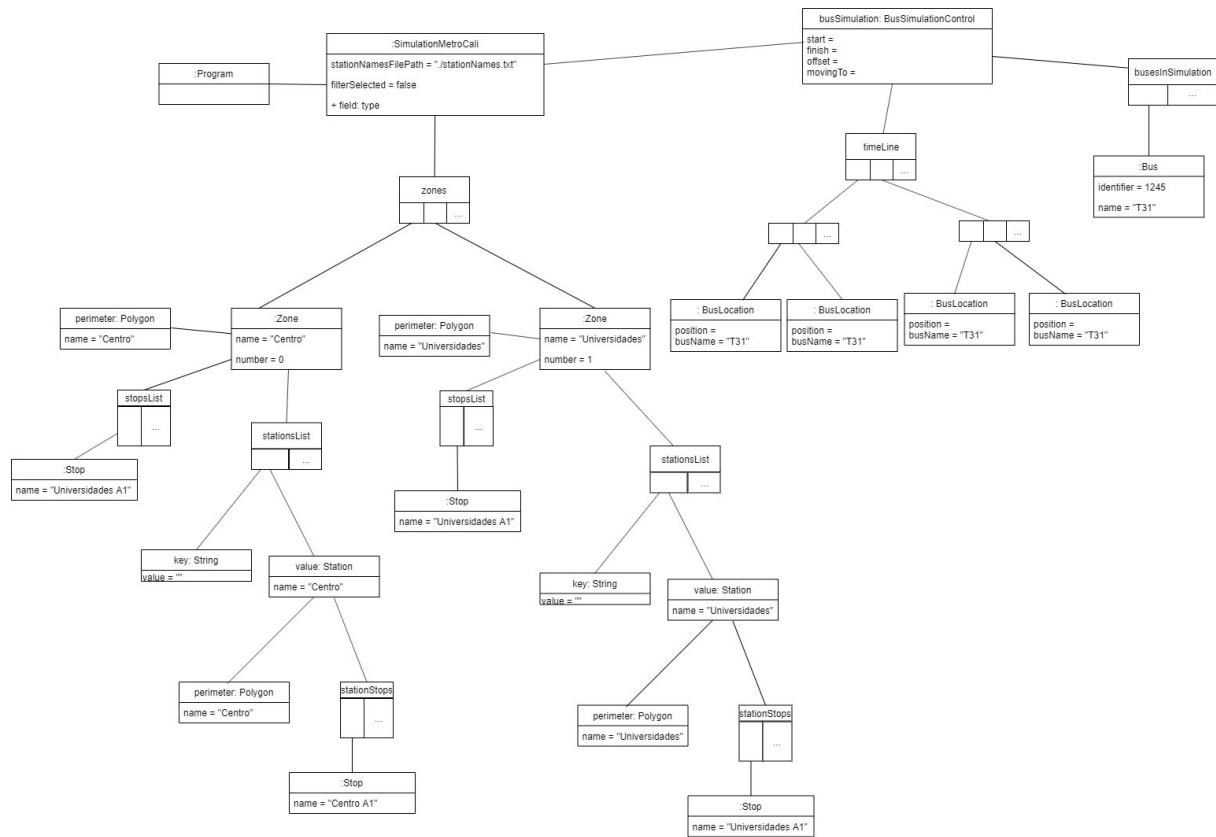 busSimulation: BusSimulationControl
start =
finish =
offset =
movingTo =
:SimulationMetroCali
stationNamesFilePath = "./stationNames.txt"
filterSelected = false
+ field: type
:Program
busesInSimulation
...
timeLine
...
:Bus
identifier = 1245
name = "T31"
zones
...
...
...
: BusLocation
position =
busName = "T31"
: BusLocation
position =
busName = "T31"
: BusLocation
position =
busName = "T31"
: BusLocation
position =
busName = "T31"
perimeter: Polygon
name = "Centro"
:Zone
name = "Centro"
number = 0
perimeter: Polygon
name = "Universidades"
:Zone
name = "Universidades"
number = 1
stopsList
...
stationsList
...
stopsList
...
stationsList
...
:Stop
name = "Universidades A1"
:Stop
name = "Universidades A1"
key: String
value = ""
value: Station
name = "Centro"
key: String
value = ""
value: Station
name = "Universidades"
perimeter: Polygon
name = "Centro"
stationStops
...
perimeter: Polygon
name = "Universidades"
stationStops
...
:Stop
name = "Centro A1"
:Stop
name = "Universidades A1"